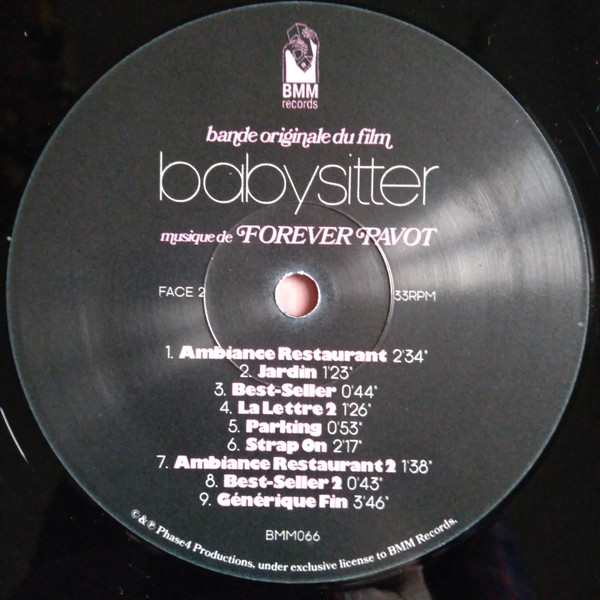 BMM
records
bande originale du film
babysitter
musique de FOREVER PAVOT
FACE 2 33RPM
1. Ambiance Restaurant 2'34"
2. Jardin 1'23"
3. Best-Seller 0'44"
4. La Lettre 2 1'26"
5. Parking 0'53"
6. Strap On 2'17"
7. Ambiance Restaurant 2 1'38"
8. Best-Seller 2 0'43"
9. Générique Fin 3'46"
BMM066
©&℗ Phase4 Productions, under exclusive license to BMM Records.